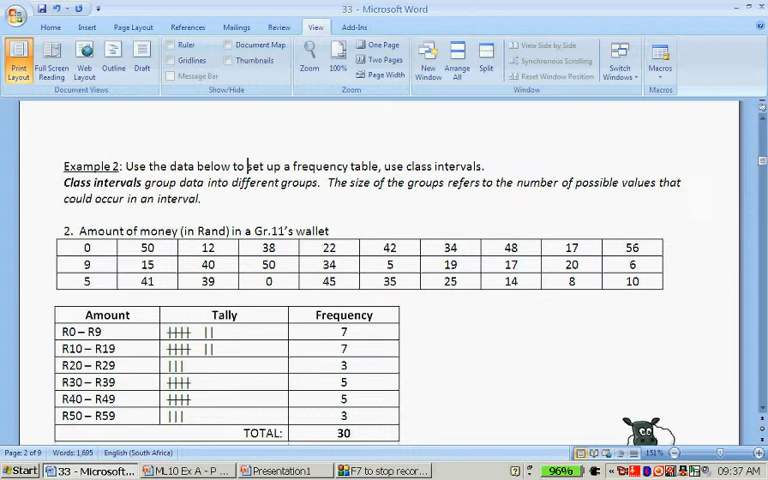 33 - Microsoft Word
Home Insert Page Layout References Mailings Review View Add-Ins
Ruler Document Map One Page View Side by Side
Gridlines Thumbnails Two Pages Synchronous Scrolling
Message Bar Page Width Reset Window Position
Print Layout Full Screen Reading Web Layout Outline Draft Zoom 100% New Window Arrange All Split Switch Windows Macros
Document Views Show/Hide Zoom Window Macros
Example 2: Use the data below to set up a frequency table, use class intervals.
Class intervals group data into different groups. The size of the groups refers to the number of possible values that
could occur in an interval.
2. Amount of money (in Rand) in a Gr.11's wallet
0 50 12 38 22 42 34 48 17 56
9 15 40 50 34 5 19 17 20 6
5 41 39 0 45 35 25 14 8 10
Amount Tally Frequency
R0 – R9 7
R10 – R19 7
R20 – R29 3
R30 – R39 5
R40 – R49 5
R50 – R59 3
TOTAL: 30
Page: 2 of 9 Words: 1,695 English (South Africa) 151%
Start 33 - Microsoft... ML10 Ex A - P ... Presentation1 F7 to stop recor... 96% 09:37 AM